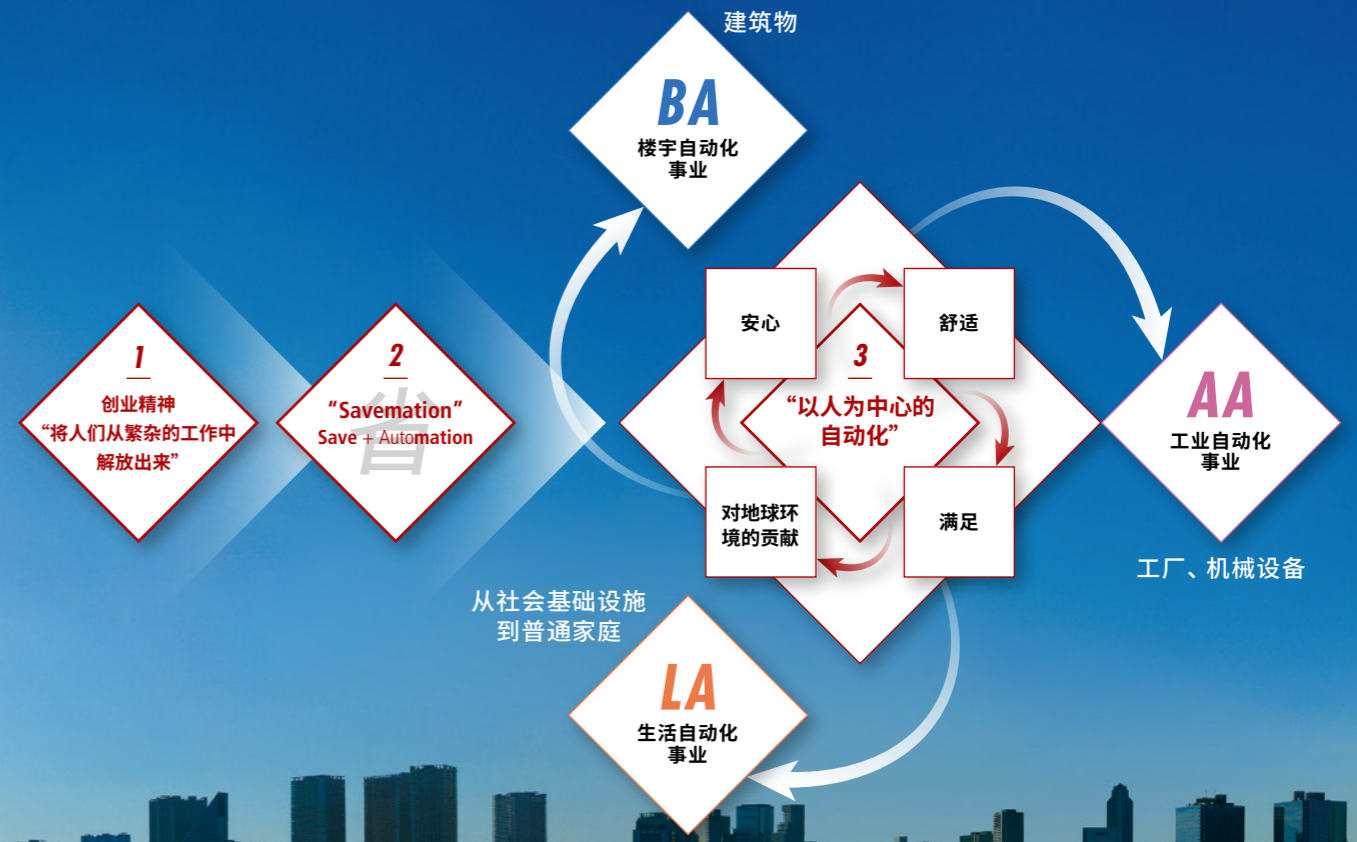 建筑物
BA
楼宇自动化
事业
1
创业精神
“将人们从繁杂的工作中
解放出来”
2
省
“Savemation”
Save + Automation
3
“以人为中心的
自动化”
安心
舒适
满足
对地球环
境的贡献
AA
工业自动化
事业
工厂、机械设备
从社会基础设施
到普通家庭
LA
生活自动化
事业